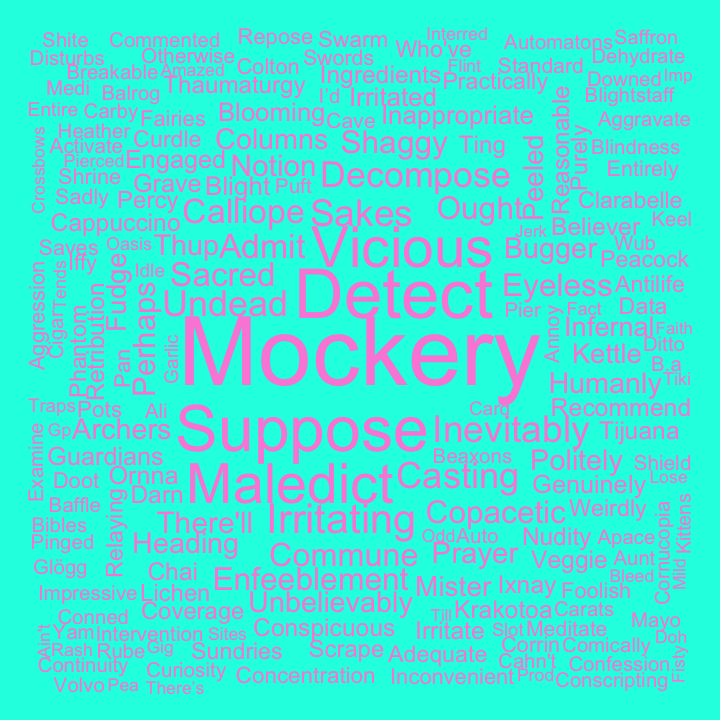 Shite
Commented
Repose
Swarm
Interred
Who've
Automatons
Saffron
Disturbs
Otherwise
Swords
Dehydrate
Breakable
Amazed
Colton
Ingredients
Flint
Standard
Medi
Balrog
Thaumaturgy
I'd
Irritated
Practically
Downed
Imp
Blightstaff
Entire
Carby
Fairies
Blooming
Cave
Inappropriate
Aggravate
Heather
Activate
Curdle
Columns
Shaggy
Ting
Peeled
Reasonable
Purely
Blindness
Crossbows
Pierced
Engaged
Notion
Decompose
Entirely
Shrine
Grave
Blight
Puft
Sadly
Percy
Calliope
Sakes
Ought
Clarabelle
Cappuccino
Believer
Keel
Saves
Oasis
Thup
Admit
Vicious
Jerk
Bugger
Wub
Peacock
Iffy
Idle
Sacred
Detect
Eyeless
Antilife
Aggression
Tends
Cigar
Phantom
Retribution
Fudge
Pan
Perhaps
Garlic
Undead
Pier
Fact
Data
Infernal
Faith
Annoy
Mockery
Kettle
Ditto
B.a
Humanly
Tiki
Traps
Pots
Ali
Suppose
Carq
Recommend
Gp
Archers
Inevitably
Tijuana
Examine
Guardians
Beaxons
Politely
Shield
Doot
Ornna
Maledict
Casting
Genuinely
Lose
Baffle
Darn
Relaying
Copacetic
Weirdly
Bibles
There'll
Irritating
Cornucopia
Kittens
Mild
Pinged
Heading
Odd
Auto
Nudity
Apace
Commune
Prayer
Veggie
Aunt
Glögg
Chai
Enfeeblement
Mister
Ixnay
Foolish
Bleed
Impressive
Lichen
Unbelievably
Krakotoa
Carats
Conned
Coverage
Till
Mayo
Ain't
Yam
Intervention
Sites
Conspicuous
Irritate
Slot
Meditate
Doh
Rash
Rube
Gig
Sundries
Scrape
Adequate
Corrin
Comically
Fisty
Continuity
Curiosity
Cahn't
Confession
Volvo
Pea
There's
Concentration
Inconvenient
Prod
Conscripting